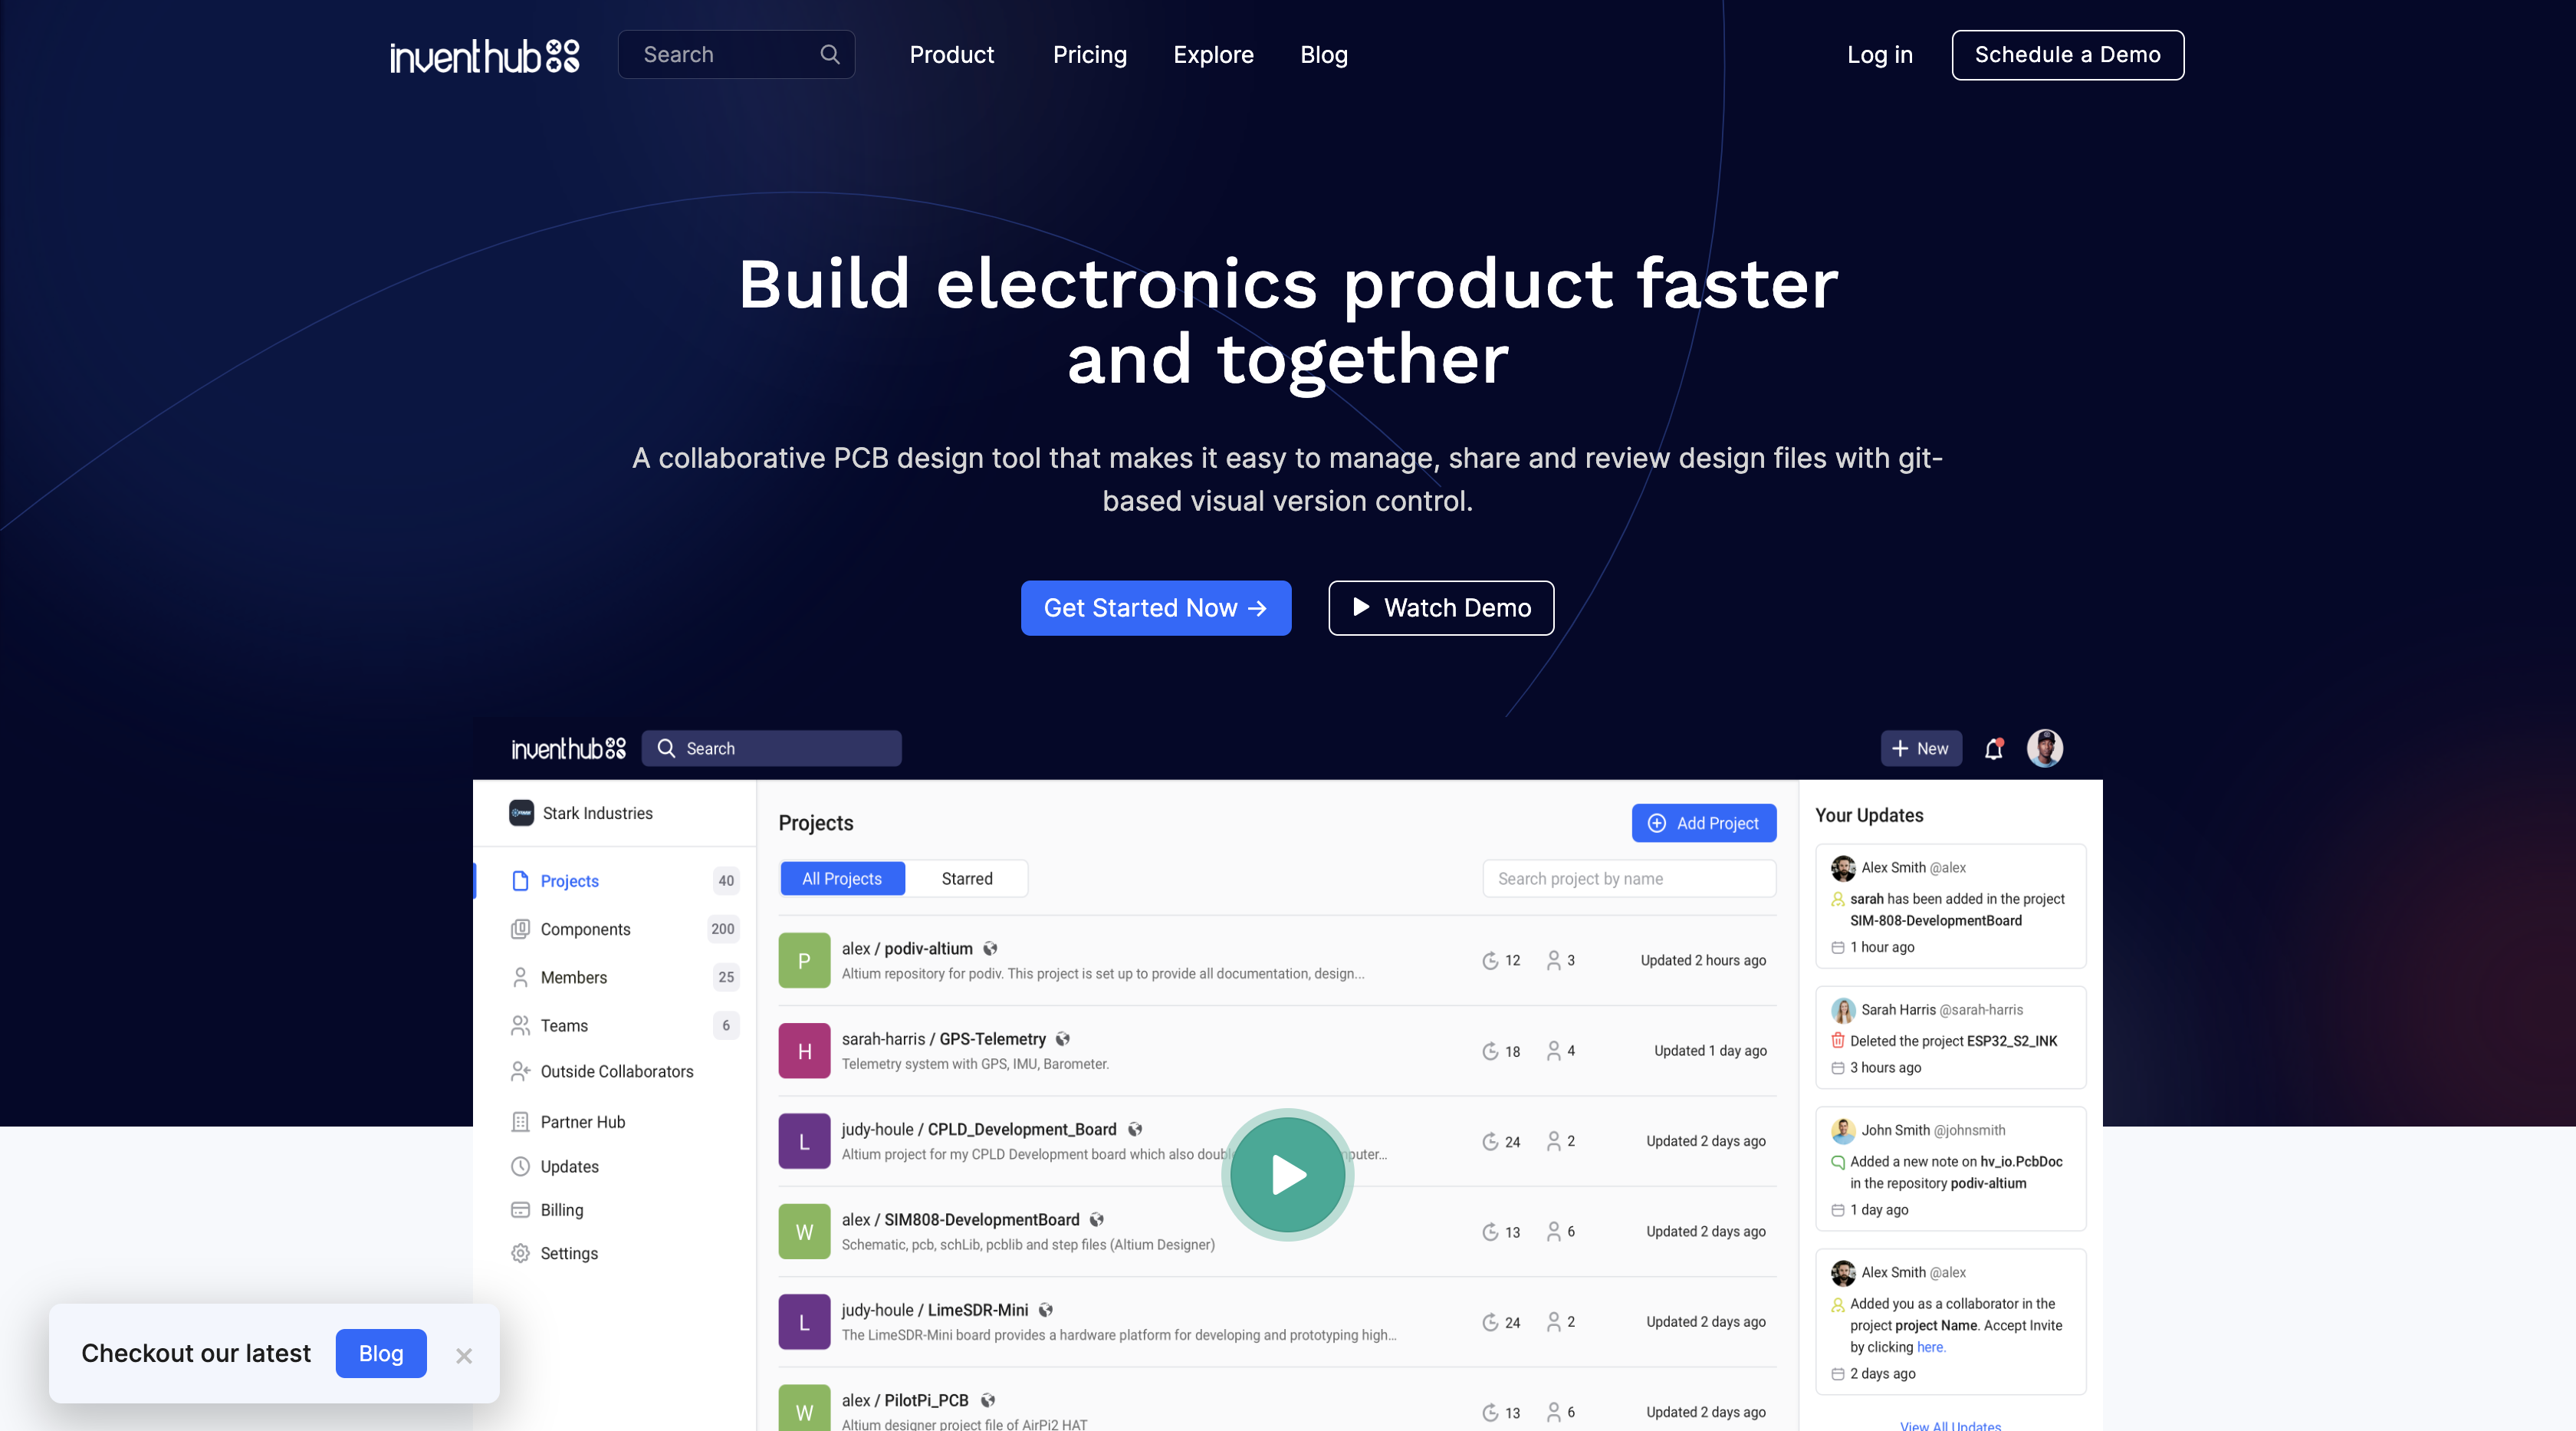 inventhub
Search
Product
Pricing
Explore
Blog
Log in
Schedule a Demo
Build electronics product faster
and together
A collaborative PCB design tool that makes it easy to manage, share and review design files with git-
based visual version control.
Get Started Now →
Watch Demo
inventhub
Search
+ New
Stark Industries
Projects 40
Components 200
Members 25
Teams 6
Outside Collaborators
Partner Hub
Updates
Billing
Settings
Projects
Add Project
All Projects
Starred
Search project by name
P
alex / podiv-altium
Altium repository for podiv. This project is set up to provide all documentation, design...
12
3
Updated 2 hours ago
H
sarah-harris / GPS-Telemetry
Telemetry system with GPS, IMU, Barometer.
18
4
Updated 1 day ago
L
judy-houle / CPLD_Development_Board
Altium project for my CPLD Development board which also
24
2
Updated 2 days ago
W
alex / SIM808-DevelopmentBoard
Schematic, pcb, schLib, pcblib and step files (Altium Designer)
13
6
Updated 2 days ago
L
judy-houle / LimeSDR-Mini
The LimeSDR-Mini board provides a hardware platform for developing and prototyping high...
24
2
Updated 2 days ago
W
alex / PilotPi_PCB
Altium designer project file of AirPi2 HAT
13
6
Updated 2 days ago
Your Updates
Alex Smith @alex
sarah has been added in the project
SIM-808-DevelopmentBoard
1 hour ago
Sarah Harris @sarah-harris
Deleted the project ESP32_S2_INK
3 hours ago
John Smith @johnsmith
Added a new note on hv_io.PcbDoc
in the repository podiv-altium
1 day ago
Alex Smith @alex
Added you as a collaborator in the
project project Name. Accept Invite
by clicking here.
2 days ago
View All Updates
Checkout our latest
Blog